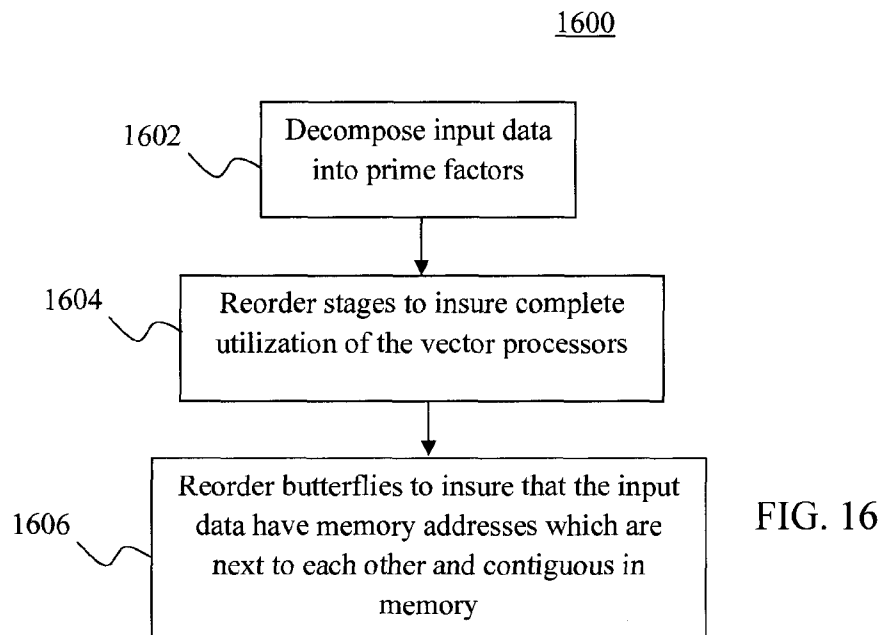 1600
1602
Decompose input data
into prime factors
1604
Reorder stages to insure complete
utilization of the vector processors
1606
Reorder butterflies to insure that the input
data have memory addresses which are
next to each other and contiguous in
memory
FIG. 16